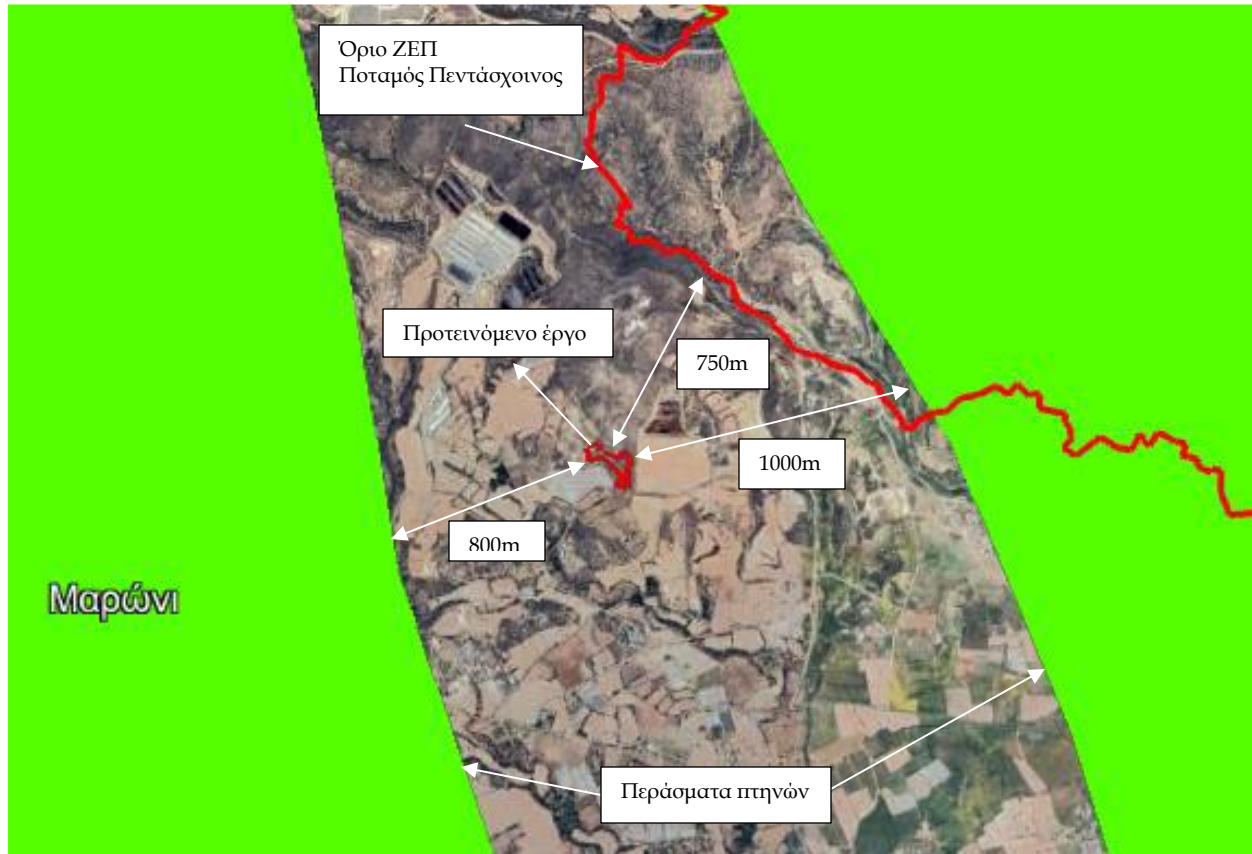 Όριο ΖΕΠ
Ποταμός Πεντάσχοινος
Προτεινόμενο έργο
750m
1000m
800m
Μαρώνι
Περάσματα πτηνών